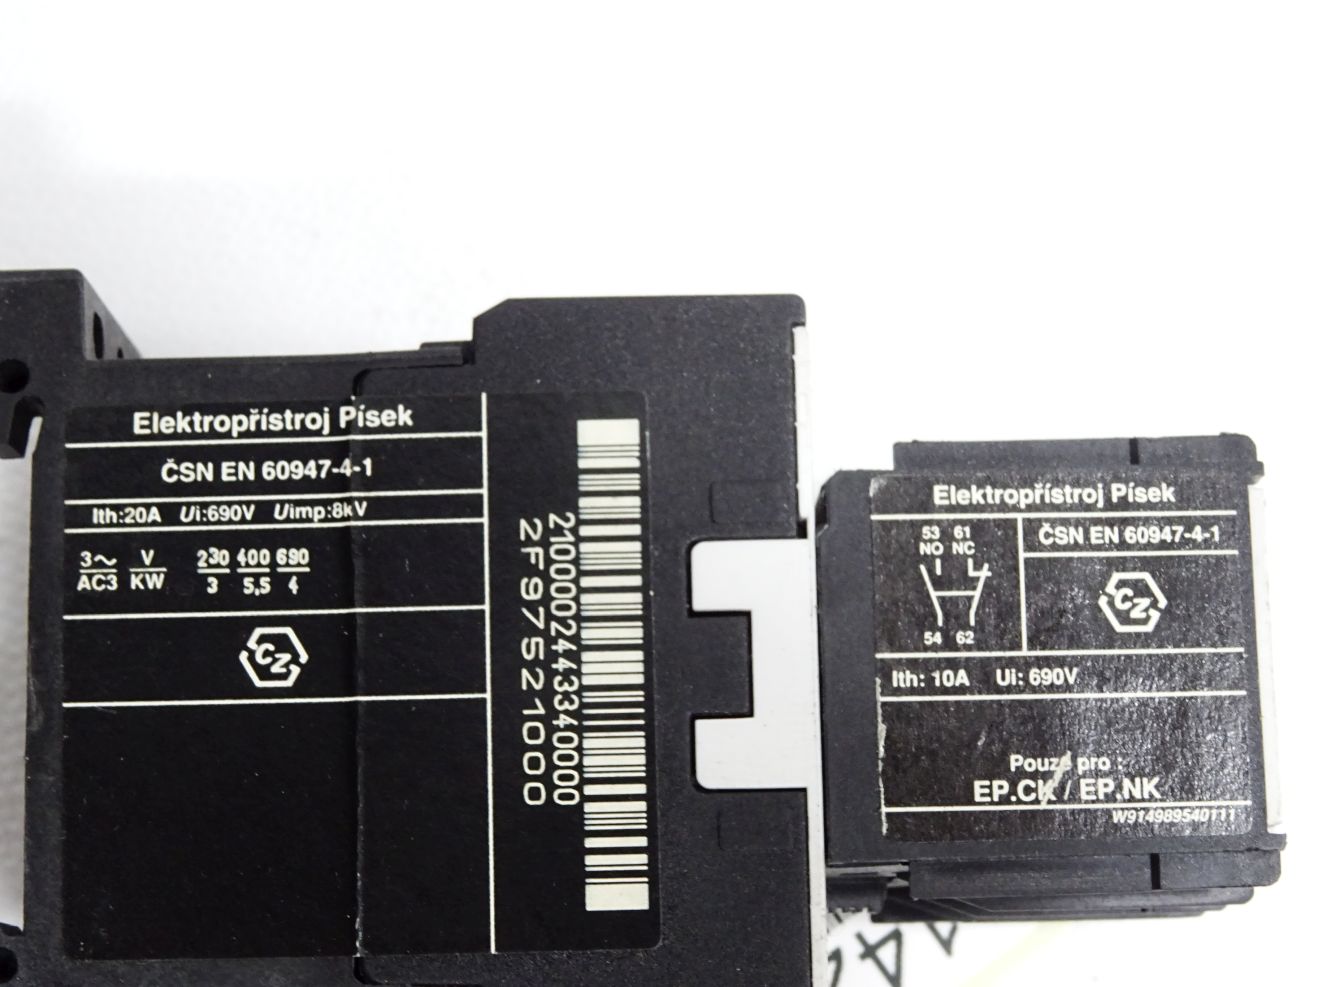 Elektropřístroj Písek
ČSN EN 60947-4-1
Ith:20A Ui:690V Uimp:8kV
3~ V 230 400 690
AC3 KW 3 5,5 4
CZ
2100002443340000
2F97521000
Elektropřístroj Písek
53 61
NO NC
54 62
ČSN EN 60947-4-1
CZ
Ith: 10A Ui: 690V
Pouze pro :
EP.CK / EP.NK
W914989540111